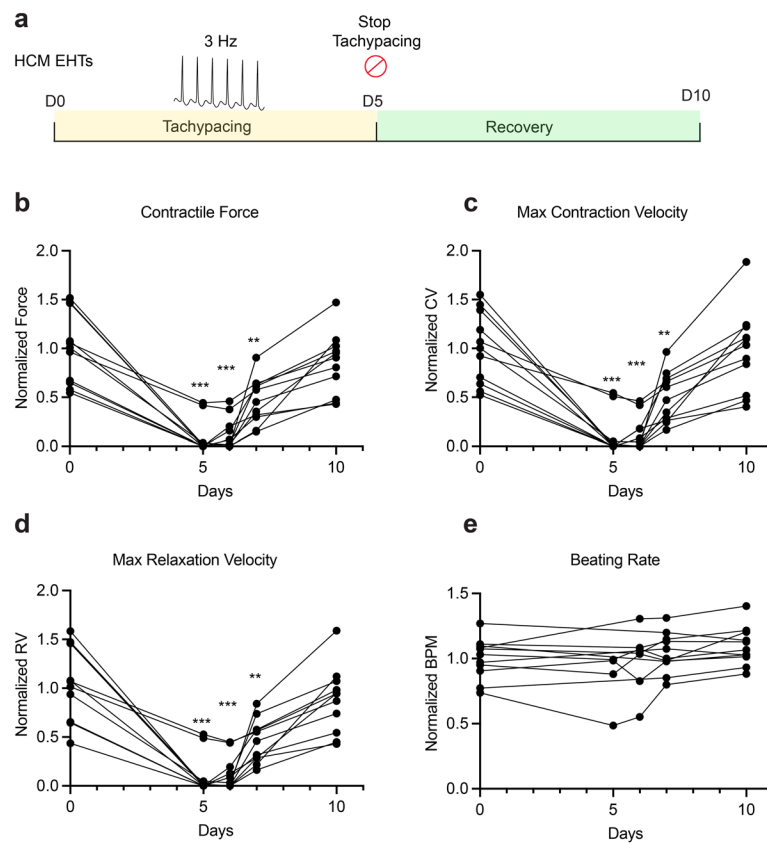 a
3 Hz
Stop
Tachypacing
HCM EHTs
D0
D5
D10
Tachypacing
Recovery
b
Contractile Force
Normalized Force
2.0
1.5
1.0
0.5
0.0
***
***
**
0
5
10
Days
c
Max Contraction Velocity
Normalized CV
2.0
1.5
1.0
0.5
0.0
***
***
**
0
5
10
Days
d
Max Relaxation Velocity
Normalized RV
2.0
1.5
1.0
0.5
0.0
***
***
**
0
5
10
Days
e
Beating Rate
Normalized BPM
1.5
1.0
0.5
0.0
0
5
10
Days